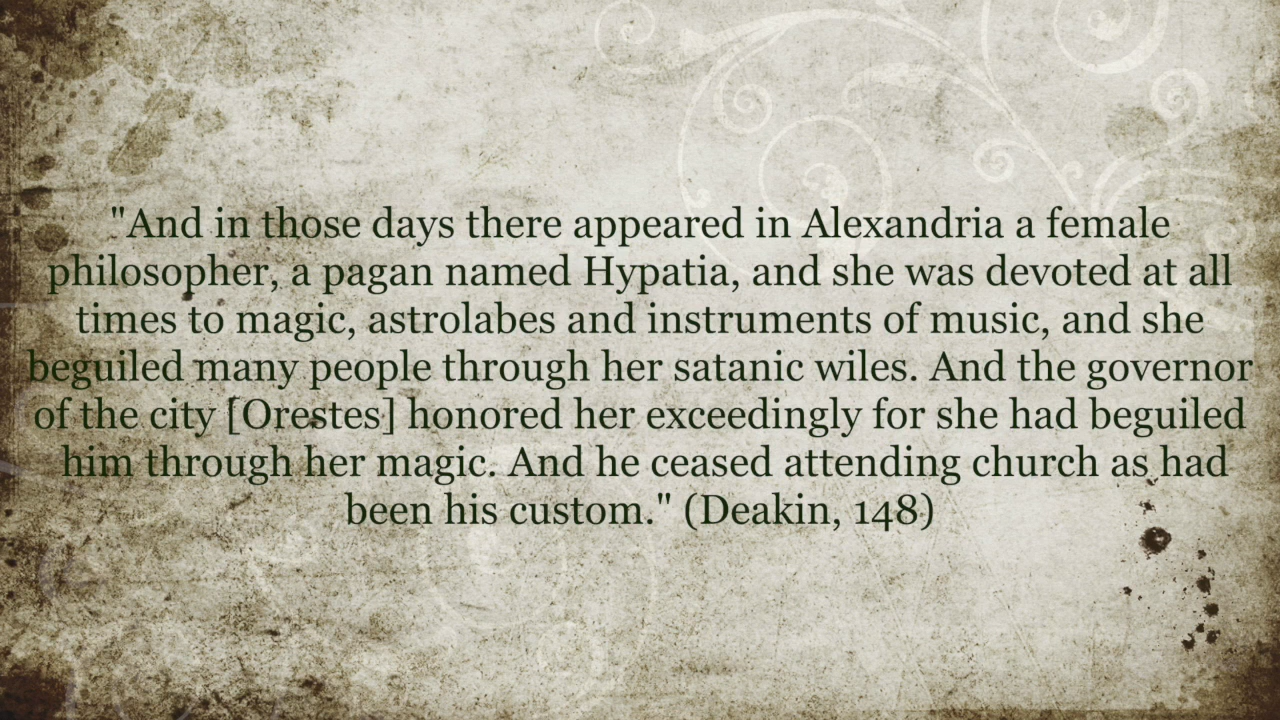 "And in those days there appeared in Alexandria a female
philosopher, a pagan named Hypatia, and she was devoted at all
times to magic, astrolabes and instruments of music, and she
beguiled many people through her satanic wiles. And the governor
of the city [Orestes] honored her exceedingly for she had beguiled
him through her magic. And he ceased attending church as had
been his custom." (Deakin, 148)